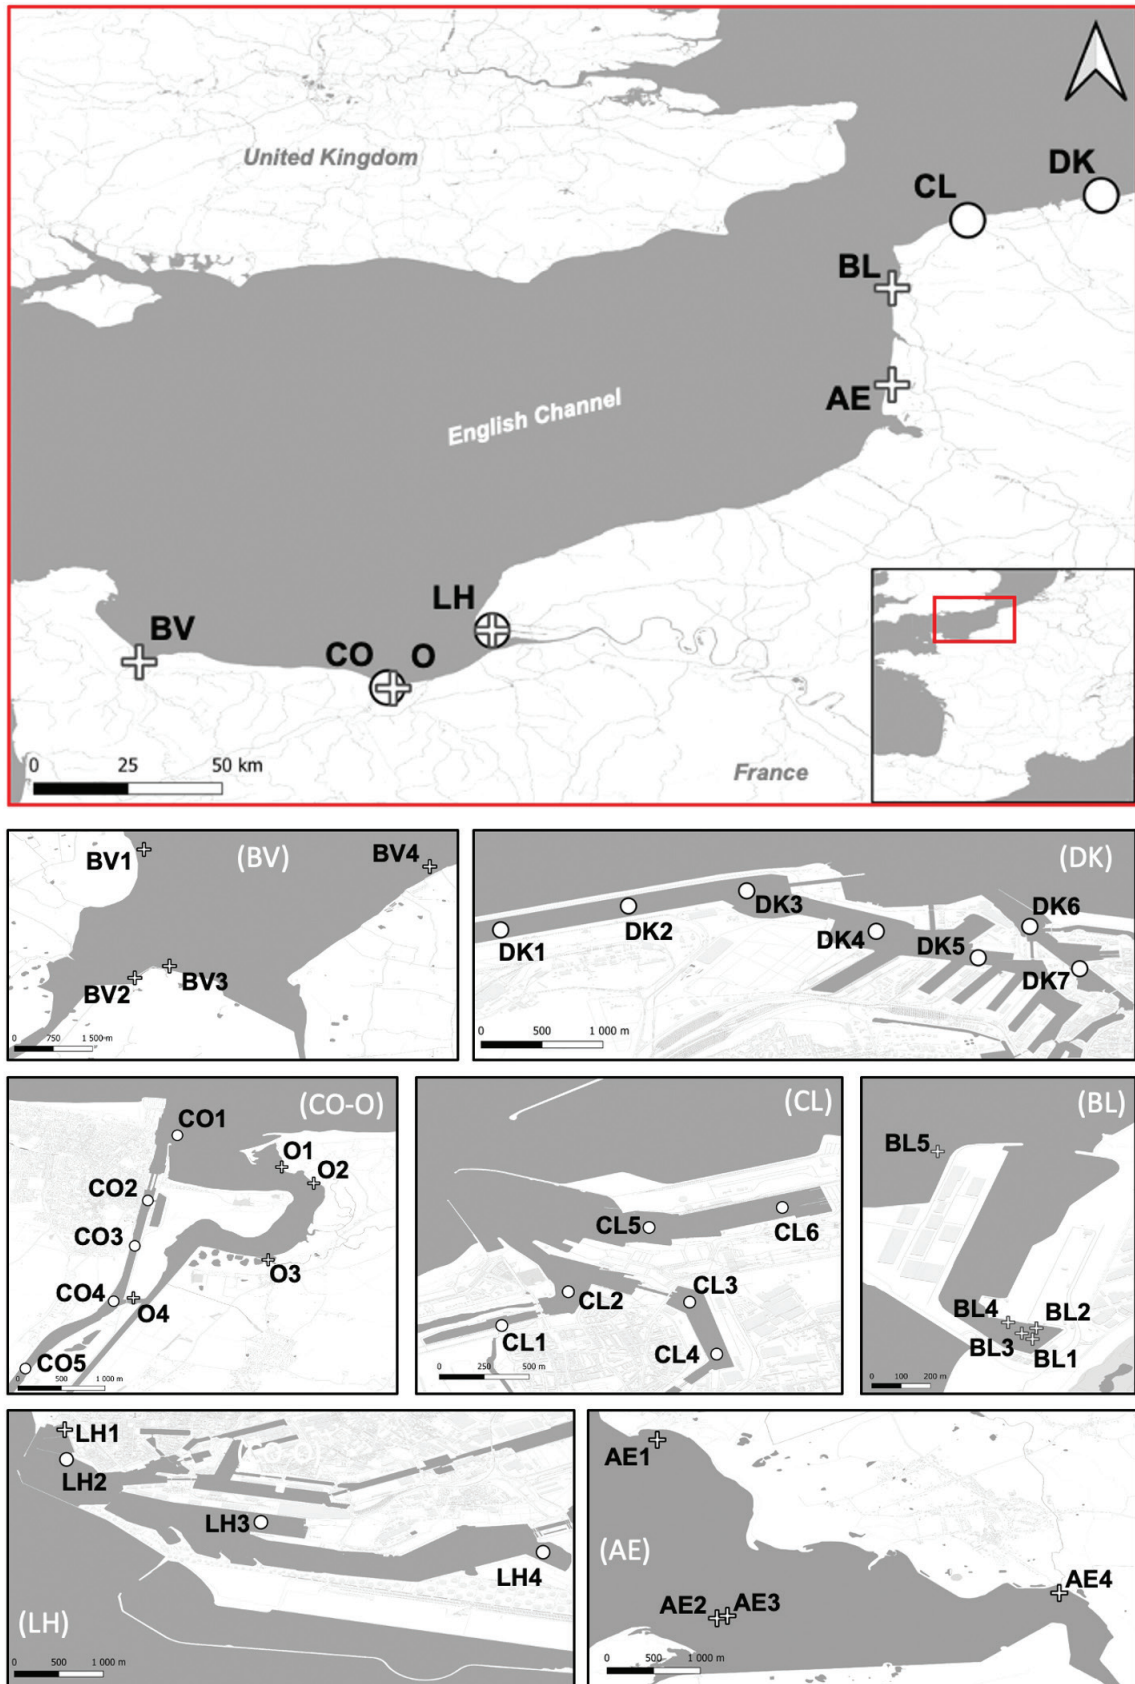 United Kingdom
DK
CL
BL
English Channel
AE
LH
BV
CO O
0 25 50 km
France
BV1 (BV) BV4
BV2 BV3
0 750 1 500 m
(DK)
DK1 DK2 DK3 DK4 DK5 DK6 DK7
0 500 1 000 m
(CO-O)
CO1
O1
O2
CO2
CO3
O3
CO4 O4
CO5
0 500 1 000 m
(CL)
CL5 CL6
CL2 CL3
CL1 CL4
0 250 500 m
(BL)
BL5
BL4 BL2
BL3 BL1
0 100 200 m
LH1
LH2
LH3
LH4
(LH)
0 500 1 000 m
AE1
(AE)
AE2 AE3 AE4
0 500 1 000 m